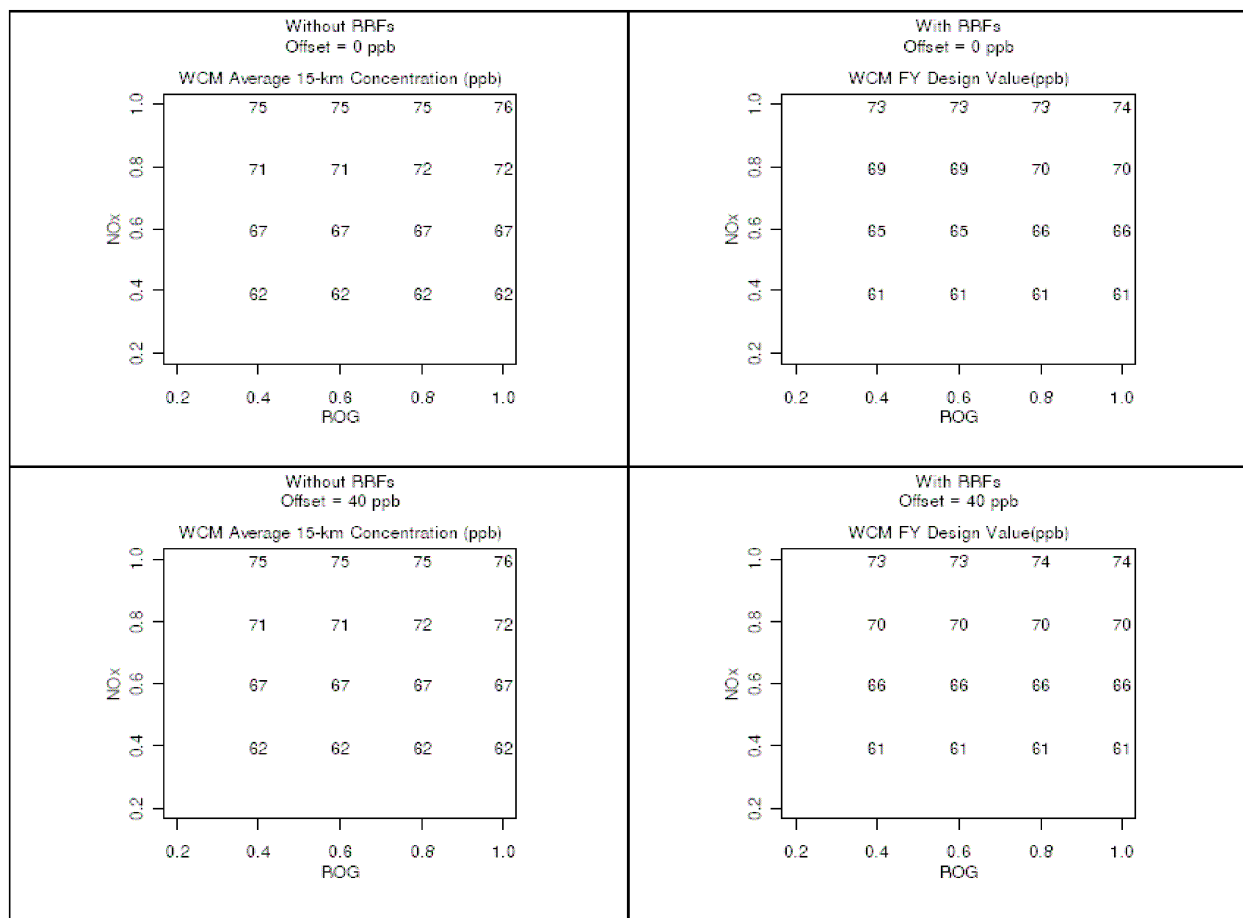 Without RRFs
Offset = 0 ppb
WCM Average 15-km Concentration (ppb)
1.0 75 75 75 76
0.8 71 71 72 72
0.6 67 67 67 67
0.4 62 62 62 62
0.2
NOx
0.2 0.4 0.6 0.8 1.0
ROG
With RRFs
Offset = 0 ppb
WCM FY Design Value(ppb)
1.0 73 73 73 74
0.8 69 69 70 70
0.6 65 65 66 66
0.4 61 61 61 61
0.2
NOx
0.2 0.4 0.6 0.8 1.0
ROG
Without RRFs
Offset = 40 ppb
WCM Average 15-km Concentration (ppb)
1.0 75 75 75 76
0.8 71 71 72 72
0.6 67 67 67 67
0.4 62 62 62 62
0.2
NOx
0.2 0.4 0.6 0.8 1.0
ROG
With RRFs
Offset = 40 ppb
WCM FY Design Value(ppb)
1.0 73 73 74 74
0.8 70 70 70 70
0.6 66 66 66 66
0.4 61 61 61 61
0.2
NOx
0.2 0.4 0.6 0.8 1.0
ROG